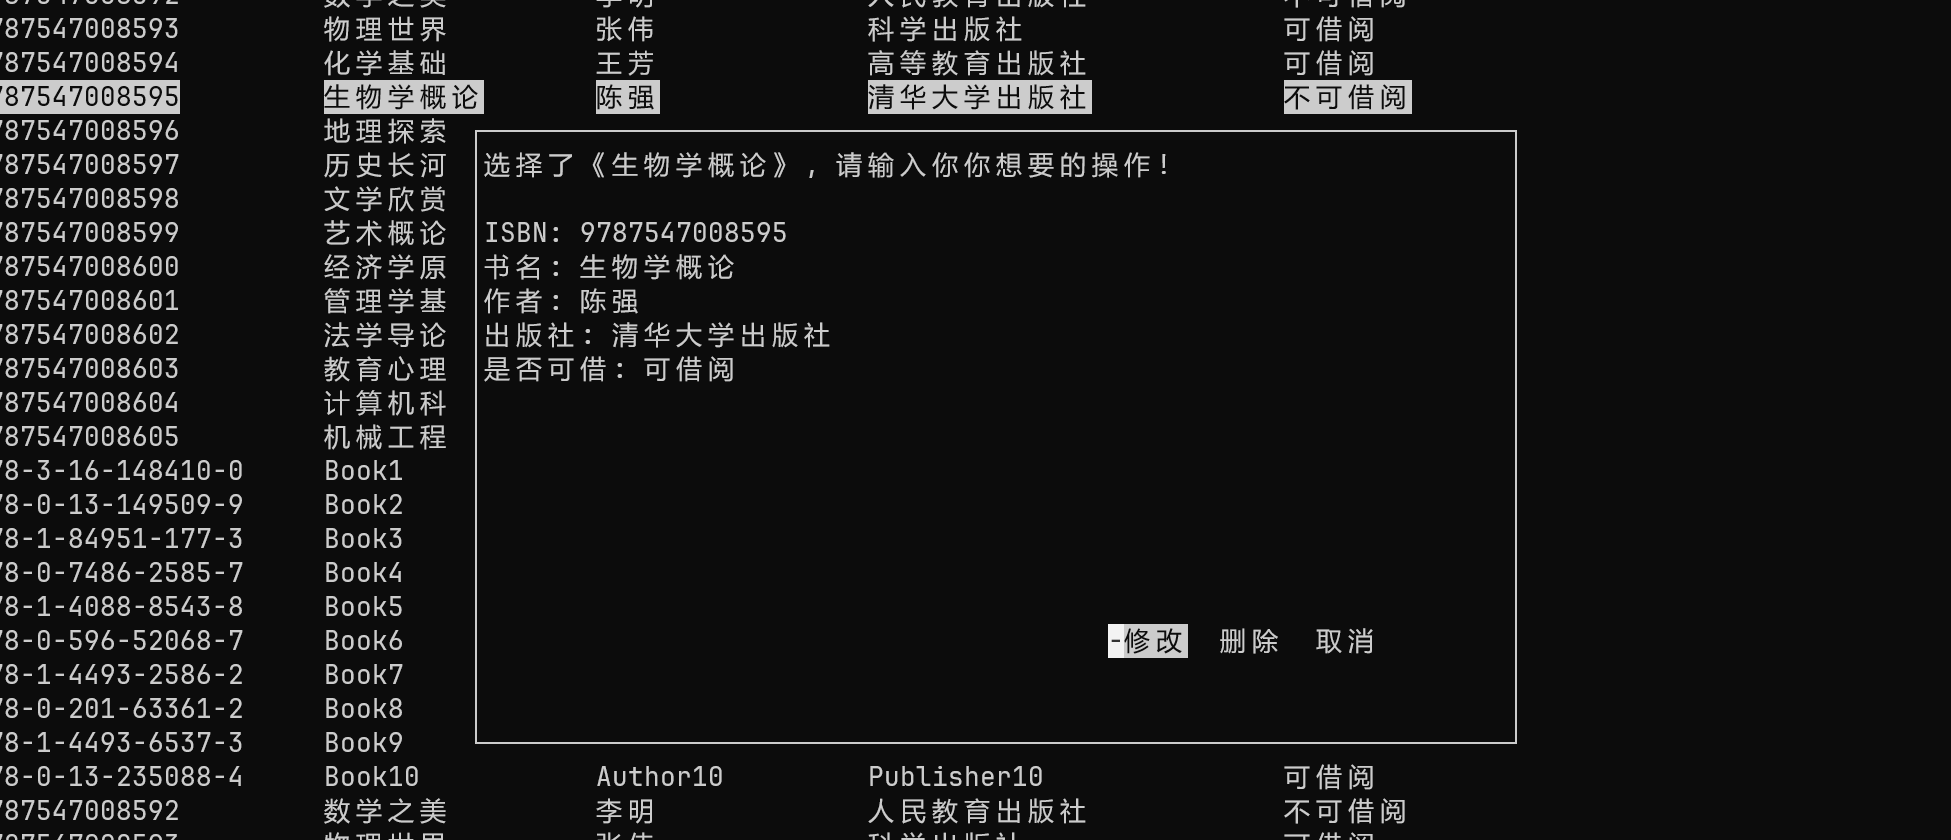 787547008593 物理世界 张伟 科学出版社 可借阅
787547008594 化学基础 王芳 高等教育出版社 可借阅
787547008595 生物学概论 陈强 清华大学出版社 不可借阅
787547008596 地理探索
787547008597 历史长河 选择了《生物学概论》, 请输入你你想要的操作!
787547008598 文学欣赏
787547008599 艺术概论 ISBN: 9787547008595
787547008600 经济学原 书名: 生物学概论
787547008601 管理学基 作者: 陈强
787547008602 法学导论 出版社: 清华大学出版社
787547008603 教育心理 是否可借: 可借阅
787547008604 计算机科
787547008605 机械工程
78-3-16-148410-0 Book1
78-0-13-149509-9 Book2
78-1-84951-177-3 Book3
78-0-7486-2585-7 Book4
78-1-4088-8543-8 Book5
78-0-596-52068-7 Book6 -修改 删除 取消
78-1-4493-2586-2 Book7
78-0-201-63361-2 Book8
78-1-4493-6537-3 Book9
78-0-13-235088-4 Book10 Author10 Publisher10 可借阅
787547008592 数学之美 李明 人民教育出版社 不可借阅